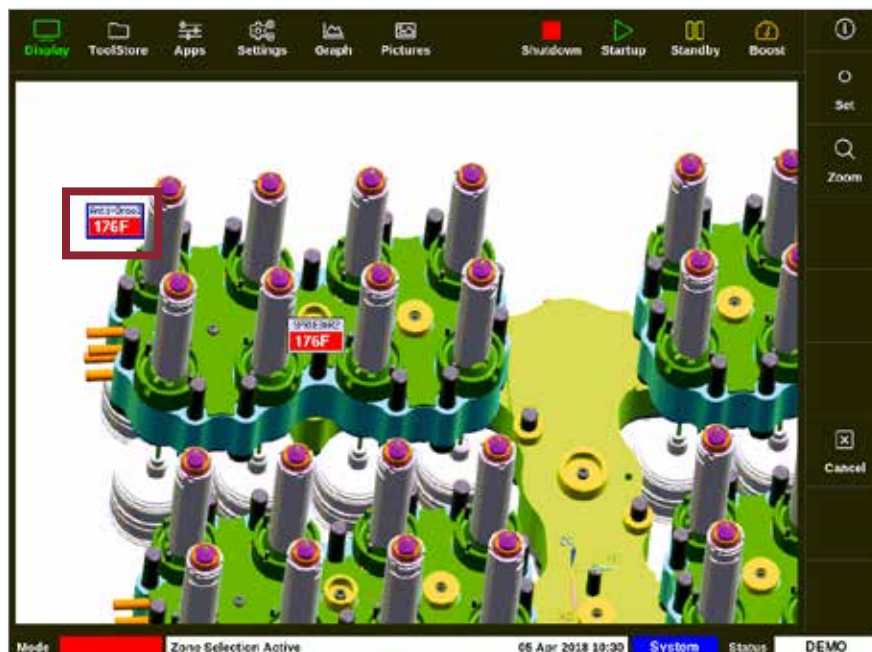 Display ToolStore Apps Settings Graph Pictures Shutdown Startup Standby Boost
Set
Zoom
176F
176F
Cancel
Mode Zone Selection Active 05 Apr 2018 10:30 System Status DEMO